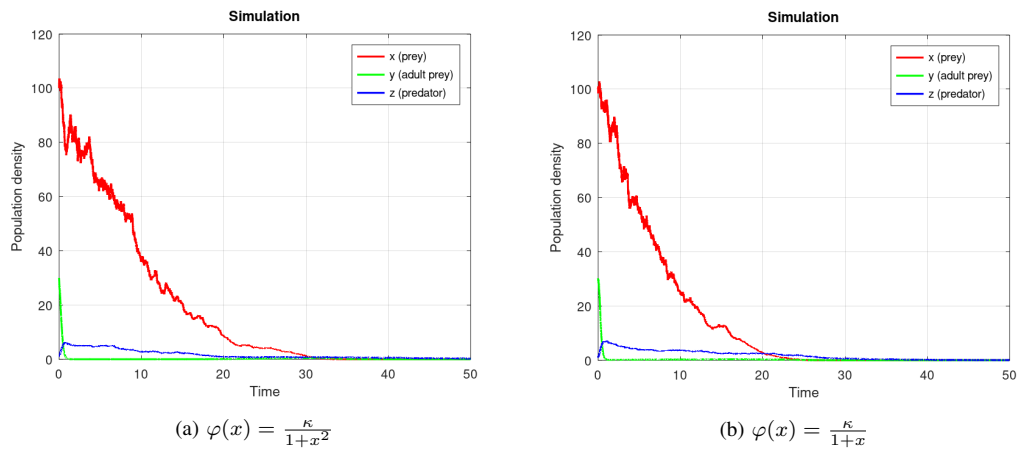 Simulation
120
100
80
60
40
20
0
0 10 20 30 40 50
Population density
Time
x (prey)
y (adult prey)
z (predator)
(a) φ(x) = κ / 1+x²
Simulation
120
100
80
60
40
20
0
0 10 20 30 40 50
Population density
Time
x (prey)
y (adult prey)
z (predator)
(b) φ(x) = κ / 1+x